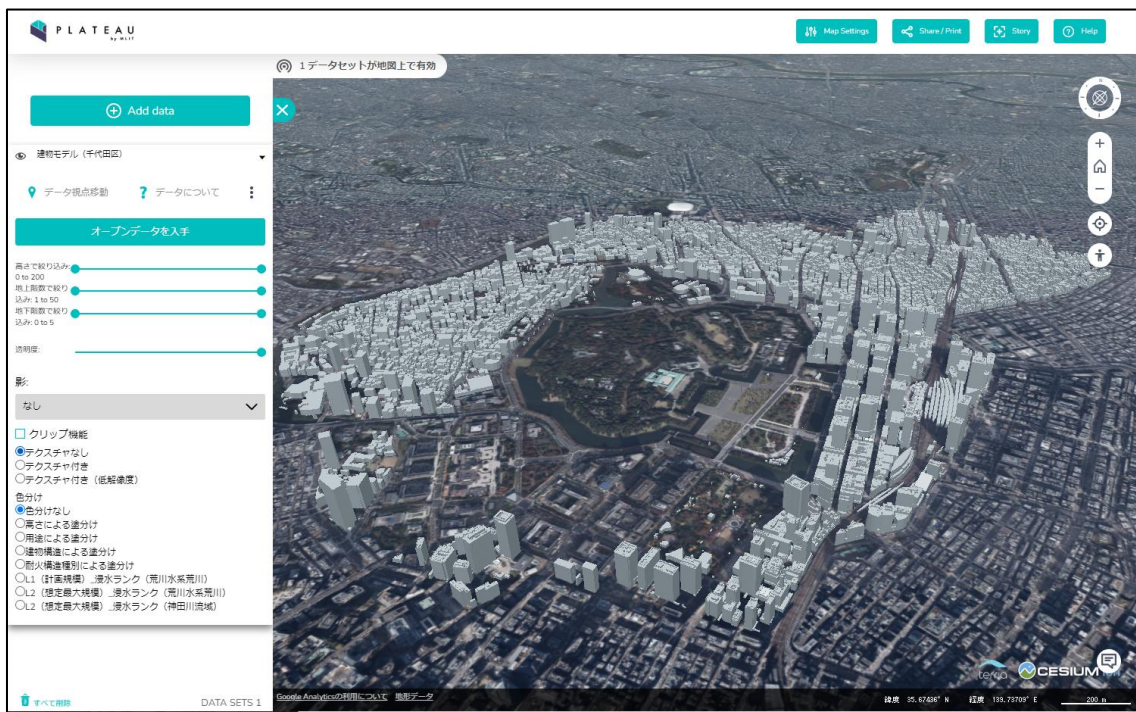 PLATEAU
by MLIT
Map Settings
Share / Print
Story
Help
1 データセットが地図上で有効
Add data
建物モデル（千代田区）
データ視点移動
データについて
オープンデータを入手
高さで絞り込み:
0 to 200
地上階数で絞り
込み: 1 to 50
地下階数で絞り
込み: 0 to 5
透明度:
影:
なし
クリップ機能
テクスチャなし
テクスチャ付き
テクスチャ付き（低解像度）
色分け
色分けなし
高さによる塗分け
用途による塗分け
建物構造による塗分け
耐火構造種別による塗分け
L1（計画規模）_浸水ランク（荒川水系荒川）
L2（想定最大規模）_浸水ランク（荒川水系荒川）
L2（想定最大規模）_浸水ランク（神田川流域）
すべて削除
DATA SETS 1
terria
CESIUM
Google Analyticsの利用について
地形データ
緯度 35.67436° N
経度 139.73709° E
200 m